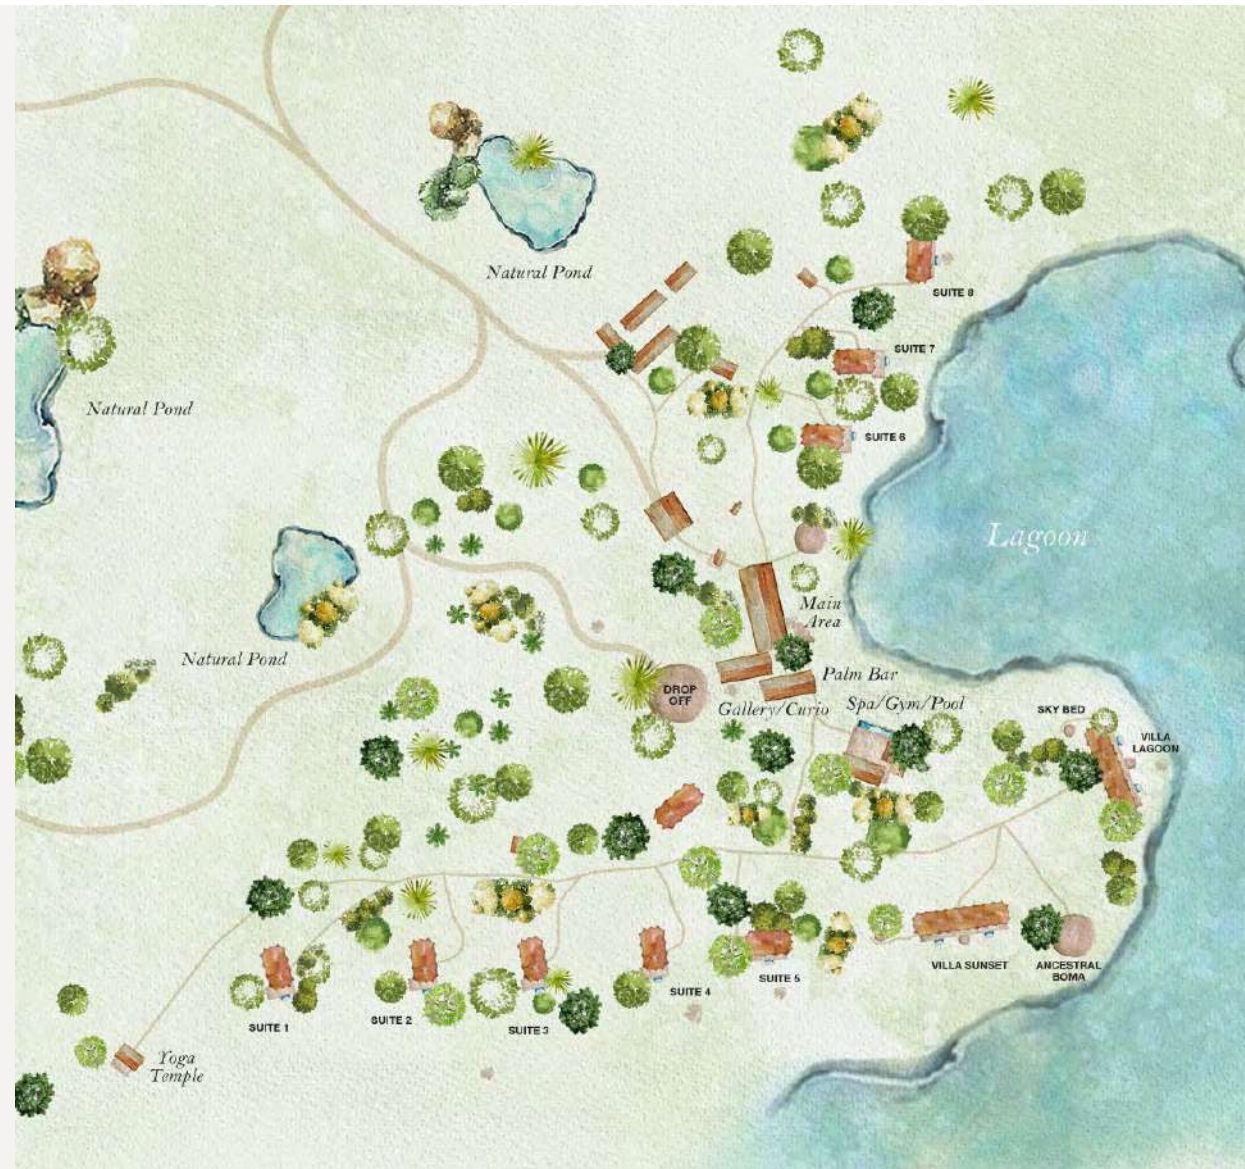 Natural Pond
SUITE 8
SUITE 7
Natural Pond
SUITE 6
Lagoon
Main
Area
Natural Pond
Palm Bar
DROP
OFF
Gallery/Curio
Spa/Gym/Pool
SKY BED
VILLA
LAGOON
VILLA SUNSET
ANCESTRAL
BOMA
SUITE 5
SUITE 4
SUITE 1
SUITE 2
SUITE 3
Yoga
Temple